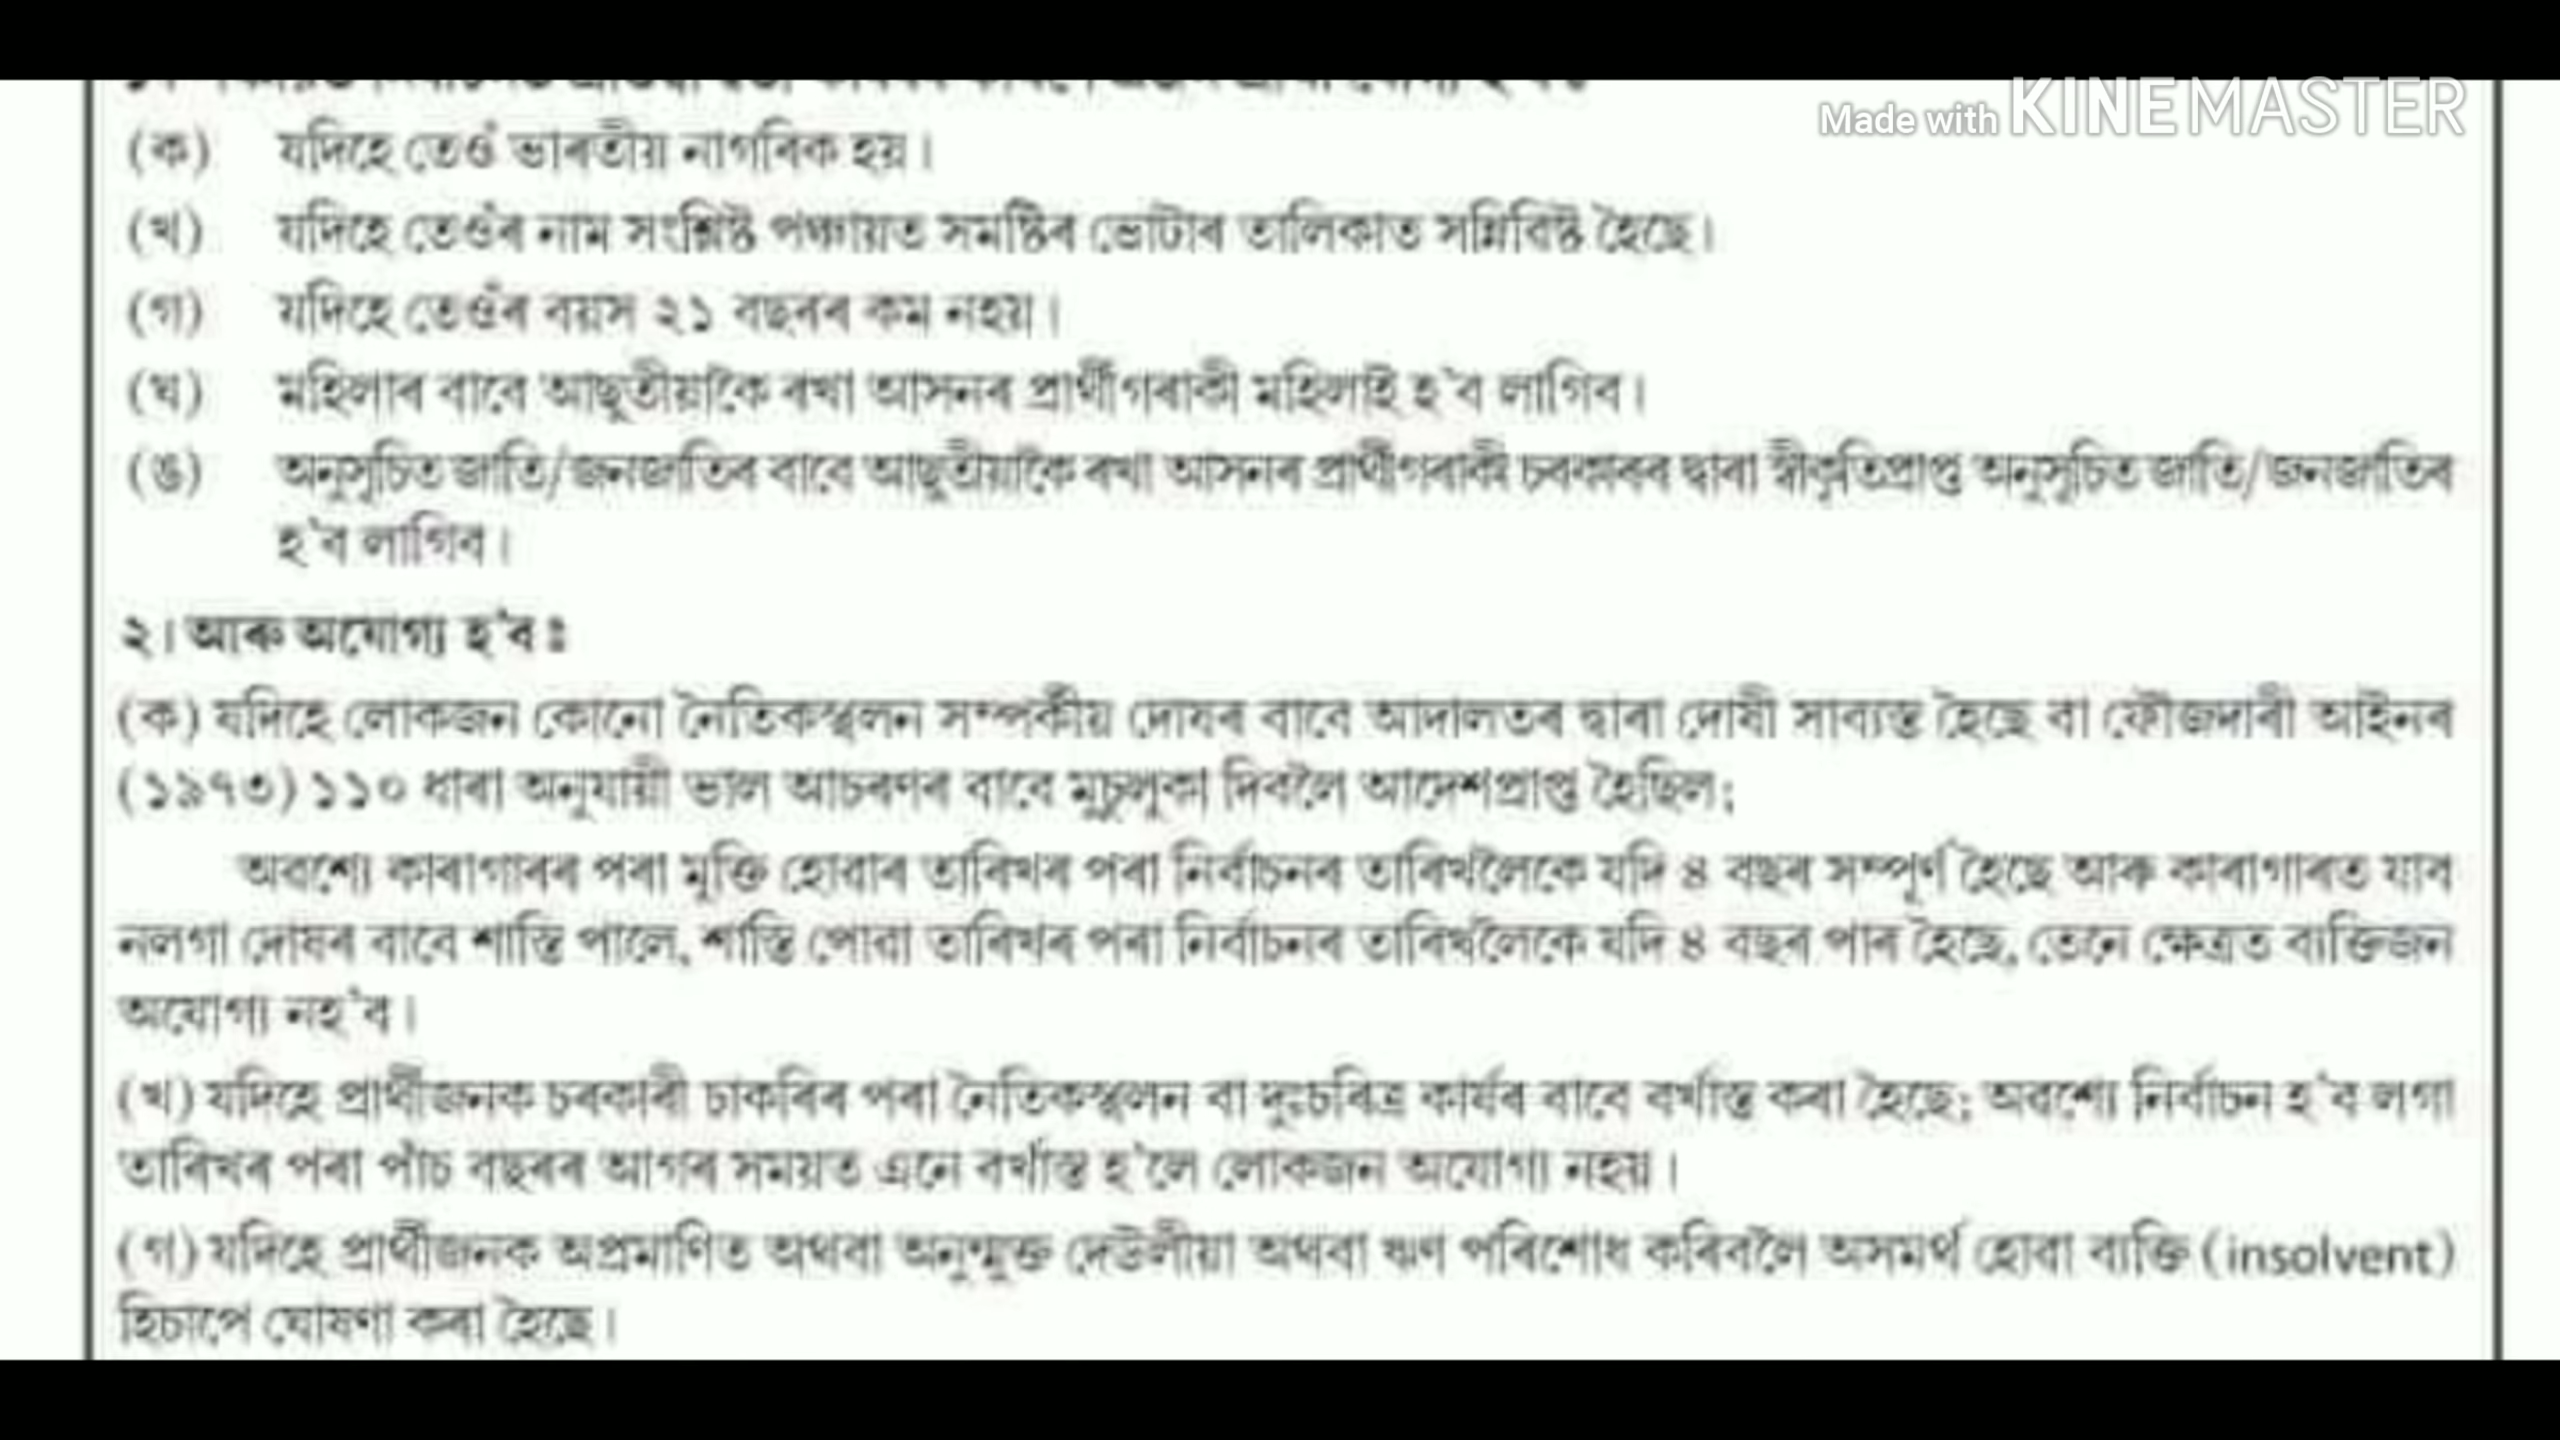 Made with KINEMASTER
(ক) যদিহে তেওঁ ভাৰতীয় নাগৰিক হয়।
(খ) যদিহে তেওঁৰ নাম সংশ্লিষ্ট পঞ্চায়ত সমষ্টিৰ ভোটাৰ তালিকাত সন্নিবিষ্ট হৈছে।
(গ) যদিহে তেওঁৰ বয়স ২১ বছৰৰ কম নহয়।
(ঘ) মহিলাৰ বাবে আছুতীয়াকৈ ৰখা আসনৰ প্ৰাৰ্থীগৰাকী মহিলাই হ'ব লাগিব।
(ঙ) অনুসূচিত জাতি/জনজাতিৰ বাবে আছুতীয়াকৈ ৰখা আসনৰ প্ৰাৰ্থীগৰাকী চৰকাৰৰ দ্বাৰা স্বীকৃতিপ্ৰাপ্ত অনুসূচিত জাতি/জনজাতিৰ
হ'ব লাগিব।
২। আৰু অযোগ্য হ'ব ঃ
(ক) যদিহে লোকজন কোনো নৈতিকস্খলন সম্পৰ্কীয় দোষৰ বাবে আদালতৰ দ্বাৰা দোষী সাব্যস্ত হৈছে বা ফৌজদাৰী আইনৰ
(১৯৭৩) ১১০ ধাৰা অনুযায়ী ভাল আচৰণৰ বাবে মুচলুকা দিবলৈ আদেশপ্ৰাপ্ত হৈছিল;
অৱশ্যে কাৰাগাৰৰ পৰা মুক্তি হোৱাৰ তাৰিখৰ পৰা নিৰ্বাচনৰ তাৰিখলৈকে যদি ৪ বছৰ সম্পূৰ্ণ হৈছে আৰু কাৰাগাৰত যাব
নলগা দোষৰ বাবে শাস্তি পালে, শাস্তি পোৱা তাৰিখৰ পৰা নিৰ্বাচনৰ তাৰিখলৈকে যদি ৪ বছৰ পাৰ হৈছে, তেনে ক্ষেত্ৰত ব্যক্তিজন
অযোগ্য নহ'ব।
(খ) যদিহে প্ৰাৰ্থীজনক চৰকাৰী চাকৰিৰ পৰা নৈতিকস্খলন বা দুঃচৰিত্ৰ কাৰ্যৰ বাবে বৰ্খাস্ত কৰা হৈছে; অৱশ্যে নিৰ্বাচন হ'ব লগা
তাৰিখৰ পৰা পাঁচ বছৰৰ আগৰ সময়ত এনে বৰ্খাস্ত হ'লে লোকজন অযোগ্য নহয়।
(গ) যদিহে প্ৰাৰ্থীজনক অপ্ৰমাণিত অথবা অনুন্মুক্ত দেউলীয়া অথবা ঋণ পৰিশোধ কৰিবলৈ অসমৰ্থ হোৱা ব্যক্তি (insolvent)
হিচাপে ঘোষণা কৰা হৈছে।